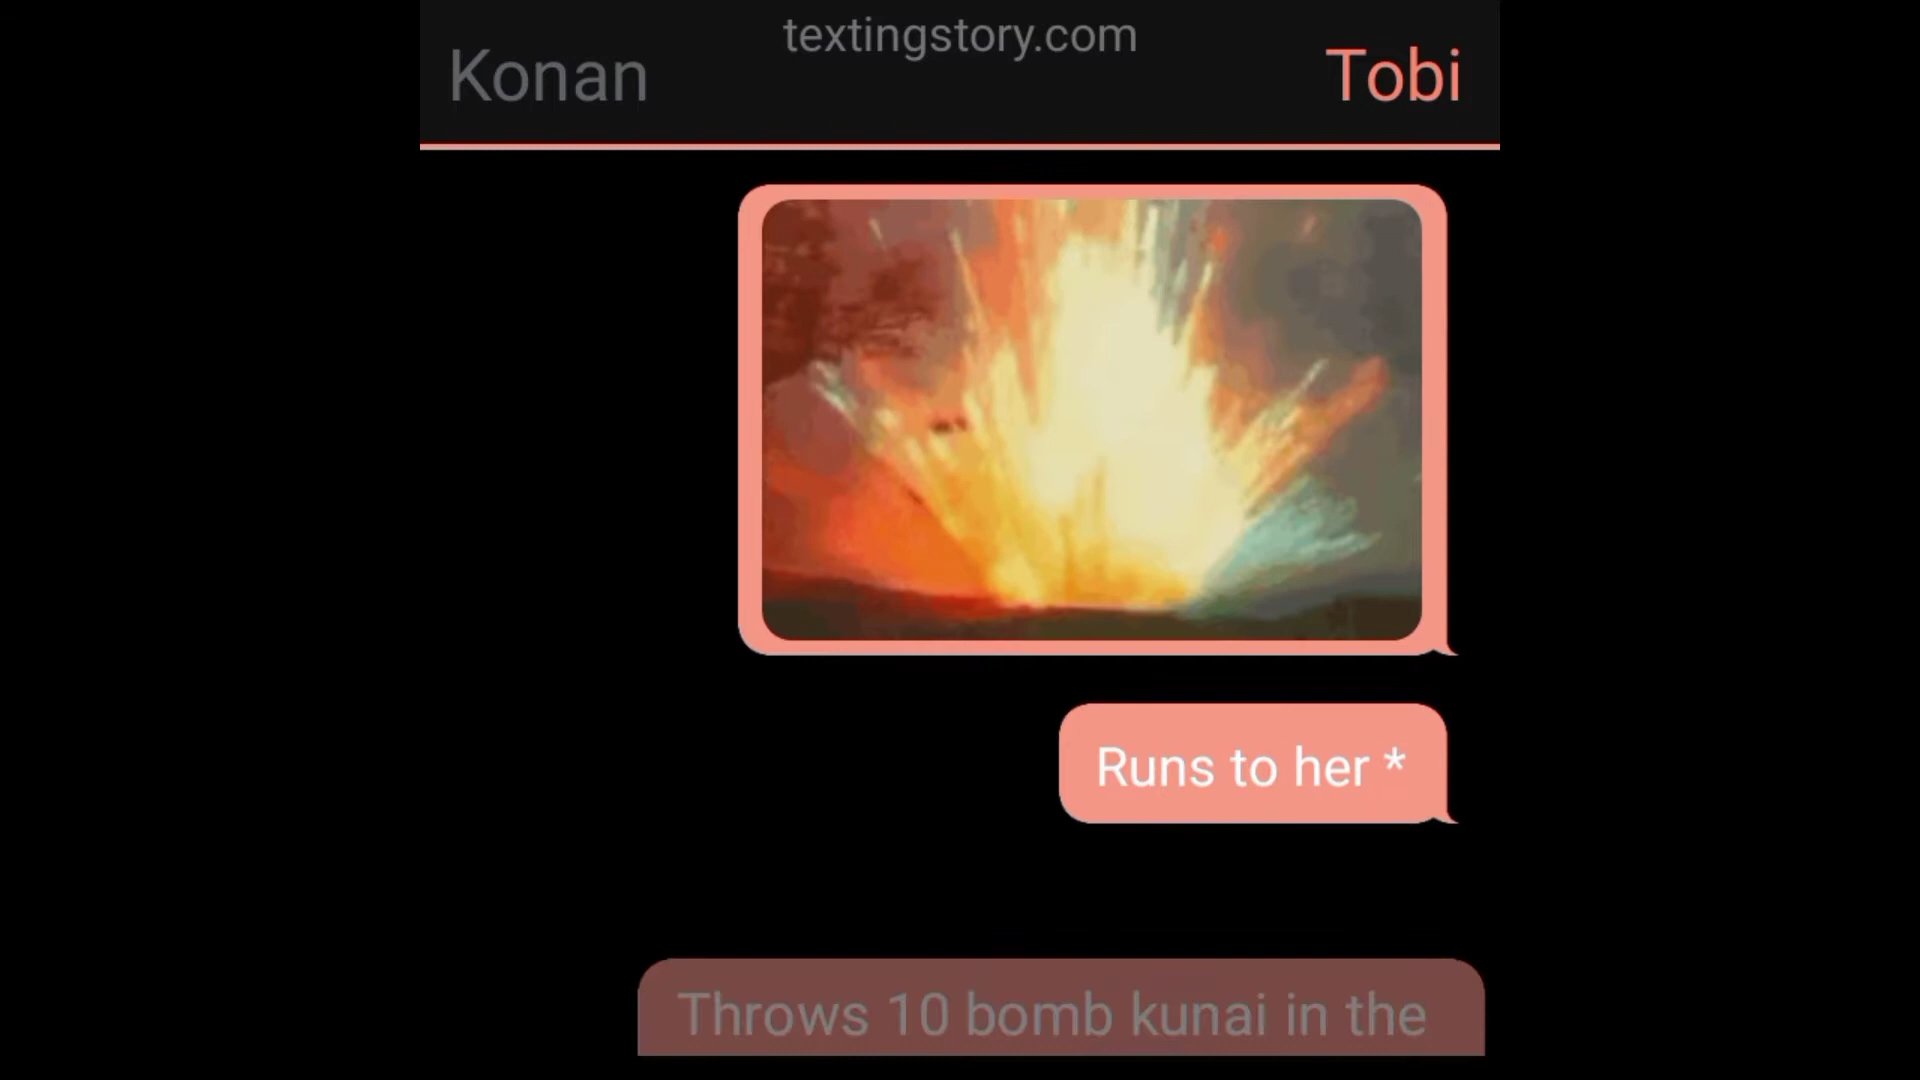 textingstory.com
Konan
Tobi
Runs to her *
Throws 10 bomb kunai in the